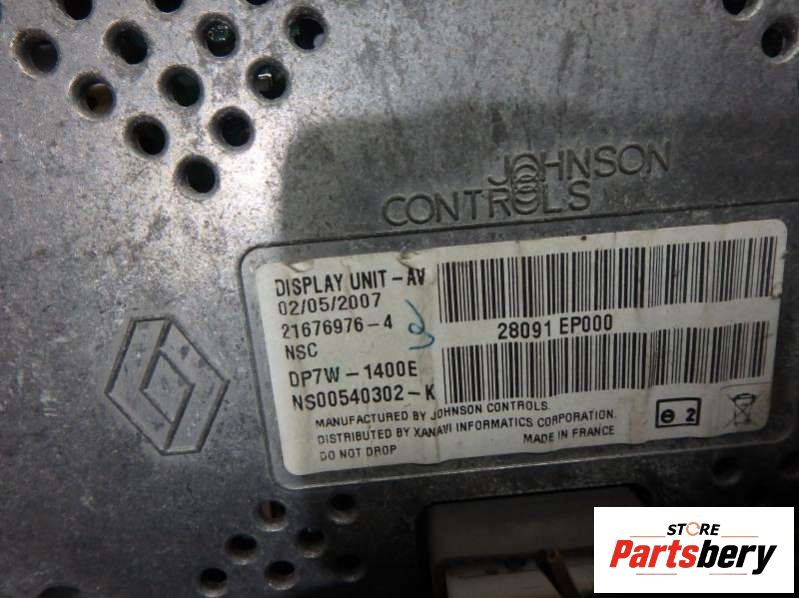 JOHNSON
CONTROLS
DISPLAY UNIT-AV
02/05/2007
21676976-4
NSC
DP7W-1400E
NS00540302-K
28091 EP000
MANUFACTURED BY JOHNSON CONTROLS.
DISTRIBUTED BY XANAVI INFORMATICS CORPORATION.
MADE IN FRANCE
DO NOT DROP
2
STORE
Partsbery